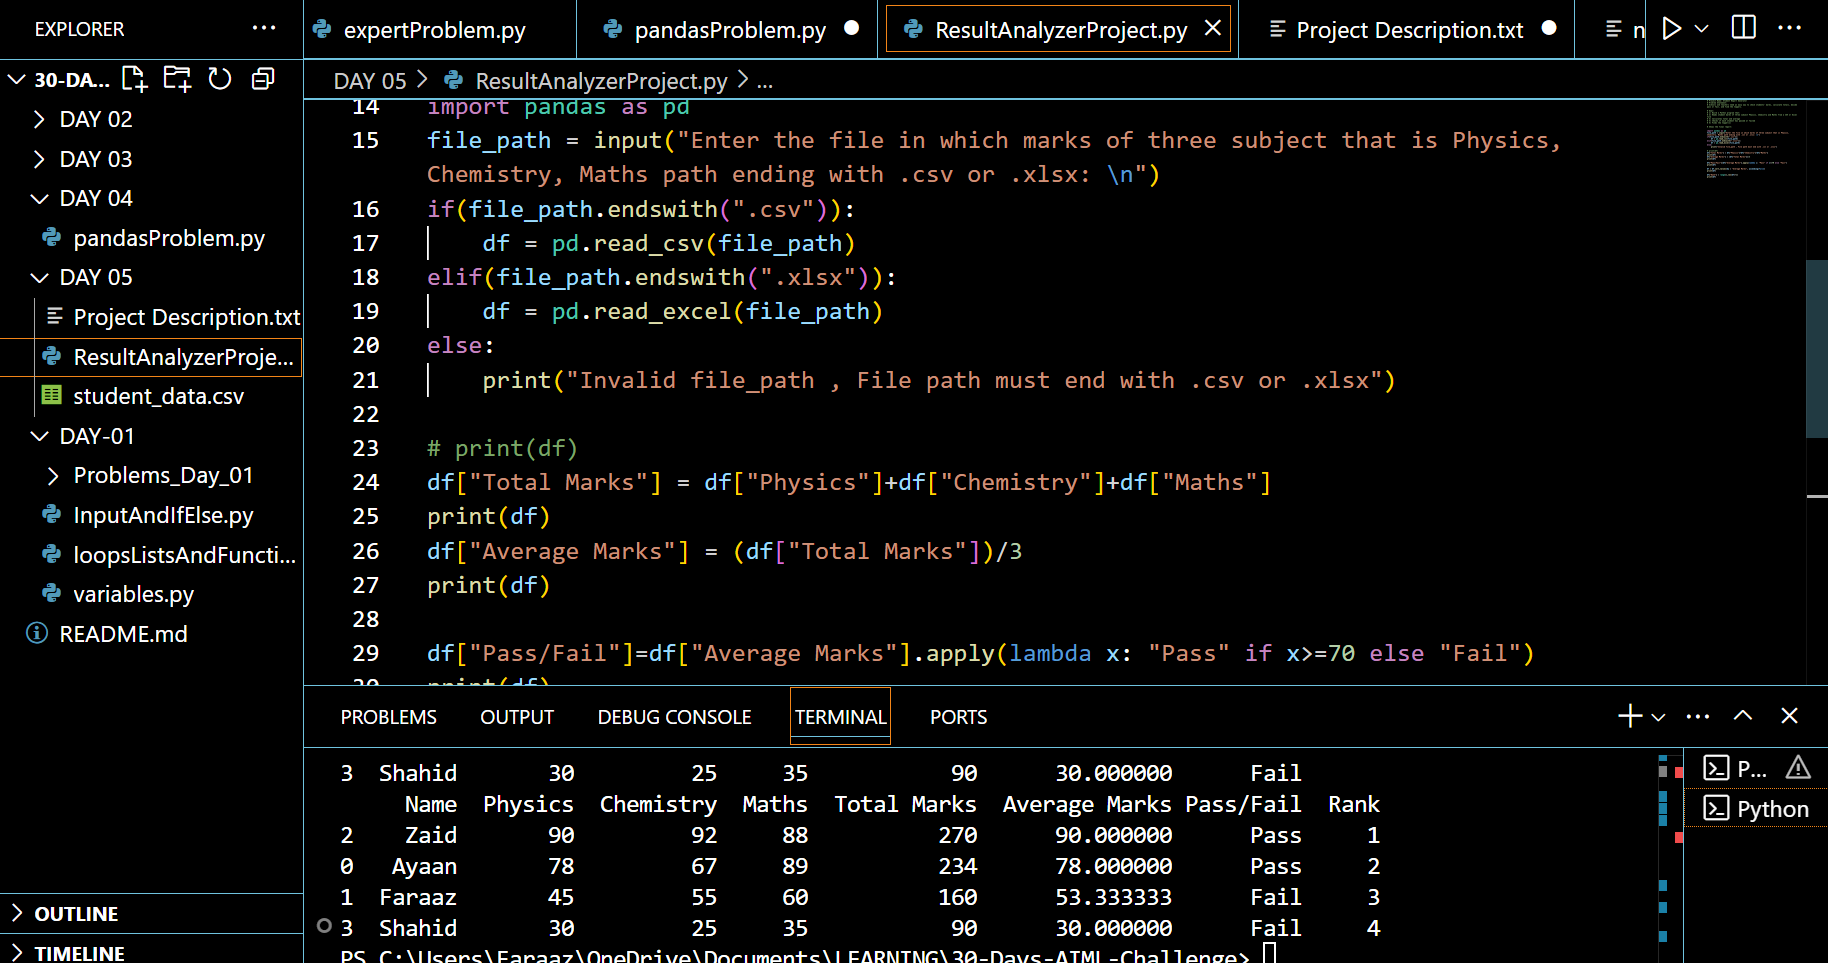 EXPLORER
30-DA...
DAY 02
DAY 03
DAY 04
pandasProblem.py
DAY 05
Project Description.txt
ResultAnalyzerProje...
student_data.csv
DAY-01
Problems_Day_01
InputAndIfElse.py
loopsListsAndFuncti...
variables.py
README.md
OUTLINE
TIMELINE
expertProblem.py
pandasProblem.py
ResultAnalyzerProject.py
Project Description.txt
n
DAY 05 > ResultAnalyzerProject.py > ...
14 import pandas as pd
15 file_path = input("Enter the file in which marks of three subject that is Physics,
Chemistry, Maths path ending with .csv or .xlsx: \n")
16 if(file_path.endswith(".csv")):
17 df = pd.read_csv(file_path)
18 elif(file_path.endswith(".xlsx")):
19 df = pd.read_excel(file_path)
20 else:
21 print("Invalid file_path , File path must end with .csv or .xlsx")
22
23 # print(df)
24 df["Total Marks"] = df["Physics"]+df["Chemistry"]+df["Maths"]
25 print(df)
26 df["Average Marks"] = (df["Total Marks"])/3
27 print(df)
28
29 df["Pass/Fail"]=df["Average Marks"].apply(lambda x: "Pass" if x>=70 else "Fail")
30 print(df)
PROBLEMS OUTPUT DEBUG CONSOLE TERMINAL PORTS
3 Shahid 30 25 35 90 30.000000 Fail
Name Physics Chemistry Maths Total Marks Average Marks Pass/Fail Rank
2 Zaid 90 92 88 270 90.000000 Pass 1
0 Ayaan 78 67 89 234 78.000000 Pass 2
1 Faraaz 45 55 60 160 53.333333 Fail 3
3 Shahid 30 25 35 90 30.000000 Fail 4
PS C:\Users\Faraaz\OneDrive\Documents\LEARNING\30-Days-AIML-Challenge>
P...
Python